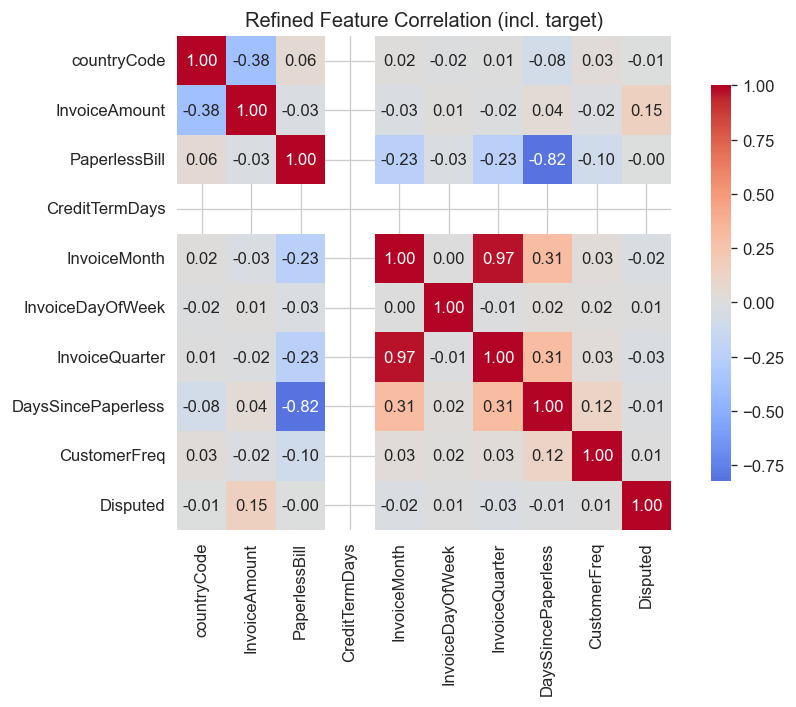 Refined Feature Correlation (incl. target)
countryCode 1.00 -0.38 0.06 0.02 -0.02 0.01 -0.08 0.03 -0.01
InvoiceAmount -0.38 1.00 -0.03 -0.03 0.01 -0.02 0.04 -0.02 0.15
PaperlessBill 0.06 -0.03 1.00 -0.23 -0.03 -0.23 -0.82 -0.10 -0.00
CreditTermDays
InvoiceMonth 0.02 -0.03 -0.23 1.00 0.00 0.97 0.31 0.03 -0.02
InvoiceDayOfWeek -0.02 0.01 -0.03 0.00 1.00 -0.01 0.02 0.02 0.01
InvoiceQuarter 0.01 -0.02 -0.23 0.97 -0.01 1.00 0.31 0.03 -0.03
DaysSincePaperless -0.08 0.04 -0.82 0.31 0.02 0.31 1.00 0.12 -0.01
CustomerFreq 0.03 -0.02 -0.10 0.03 0.02 0.03 0.12 1.00 0.01
Disputed -0.01 0.15 -0.00 -0.02 0.01 -0.03 -0.01 0.01 1.00
countryCode
InvoiceAmount
PaperlessBill
CreditTermDays
InvoiceMonth
InvoiceDayOfWeek
InvoiceQuarter
DaysSincePaperless
CustomerFreq
Disputed
1.00
0.75
0.50
0.25
0.00
−0.25
−0.50
−0.75